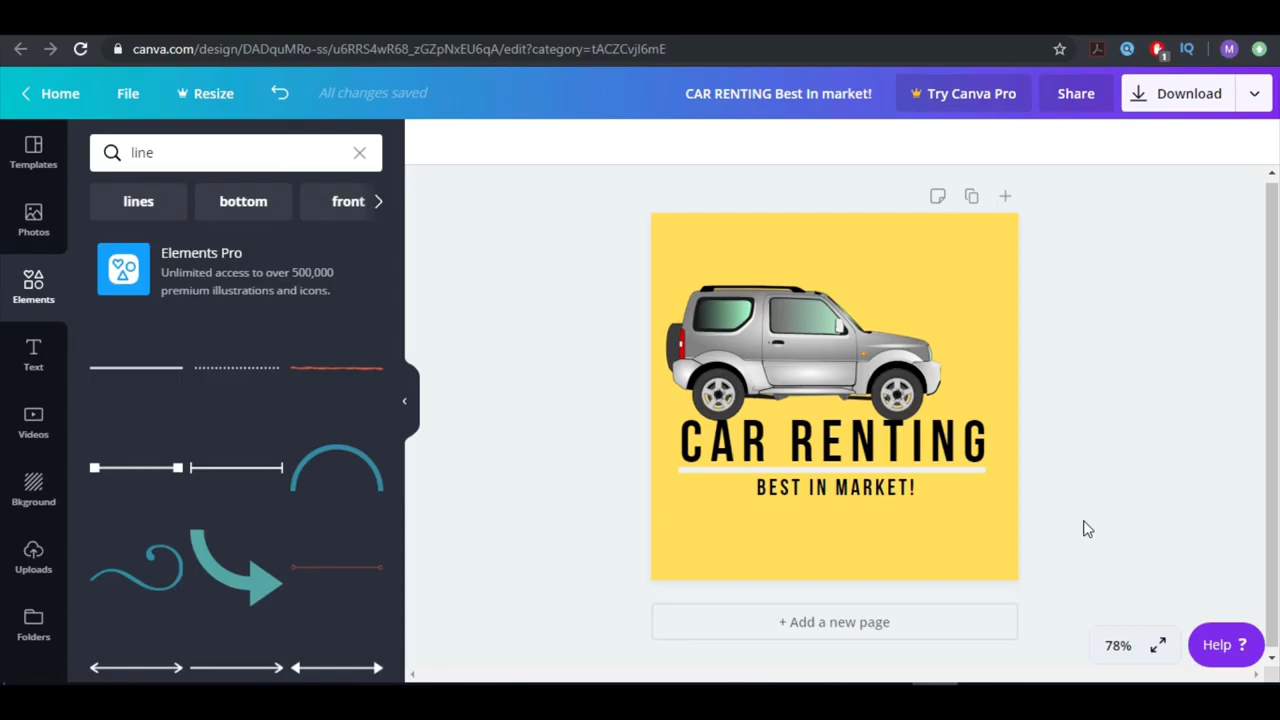 canva.com/design/DADquMRo-ss/u6RRS4wR68_zGZpNxEU6qA/edit?category=tACZCvjl6mE
IQ
M
1
Home
File
Resize
All changes saved
CAR RENTING Best In market!
Try Canva Pro
Share
Download
Templates
Photos
Elements
Text
Videos
Bkground
Uploads
Folders
line
lines
bottom
front
Elements Pro
Unlimited access to over 500,000
premium illustrations and icons.
CAR RENTING
BEST IN MARKET!
+ Add a new page
78%
Help ?